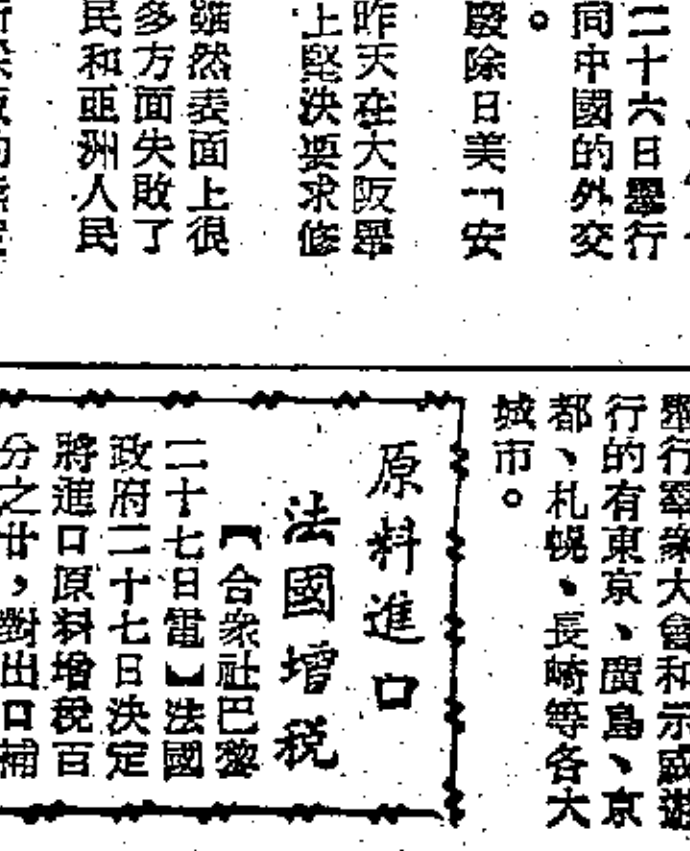 二十六日舉行
同中國的外交
。
廢除日美「安
昨天在大阪舉
上堅決要求修
雖然表面上很
多方面失敗了
民和亞洲人民
舉行羣衆大會和示威遊
行的有東京、廣島、京
都、札幌、長崎等各大
城市。
原料進口
法國增税
【合衆社巴黎
二十七日電】法國
政府二十七日決定
將進口原料增税百
分之廿，對出口補